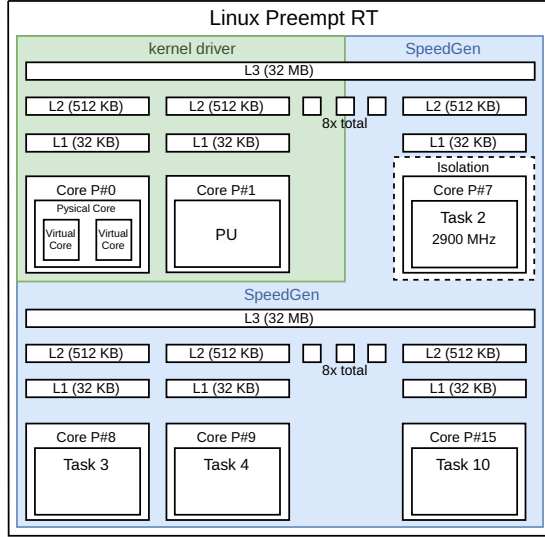 Linux Preempt RT
kernel driver
SpeedGen
L3 (32 MB)
L2 (512 KB)
L2 (512 KB)
8x total
L2 (512 KB)
L1 (32 KB)
L1 (32 KB)
L1 (32 KB)
Isolation
Core P#0
Pysical Core
Virtual
Core
Virtual
Core
Core P#1
PU
Core P#7
Task 2
2900 MHz
SpeedGen
L3 (32 MB)
L2 (512 KB)
L2 (512 KB)
8x total
L2 (512 KB)
L1 (32 KB)
L1 (32 KB)
L1 (32 KB)
Core P#8
Task 3
Core P#9
Task 4
Core P#15
Task 10